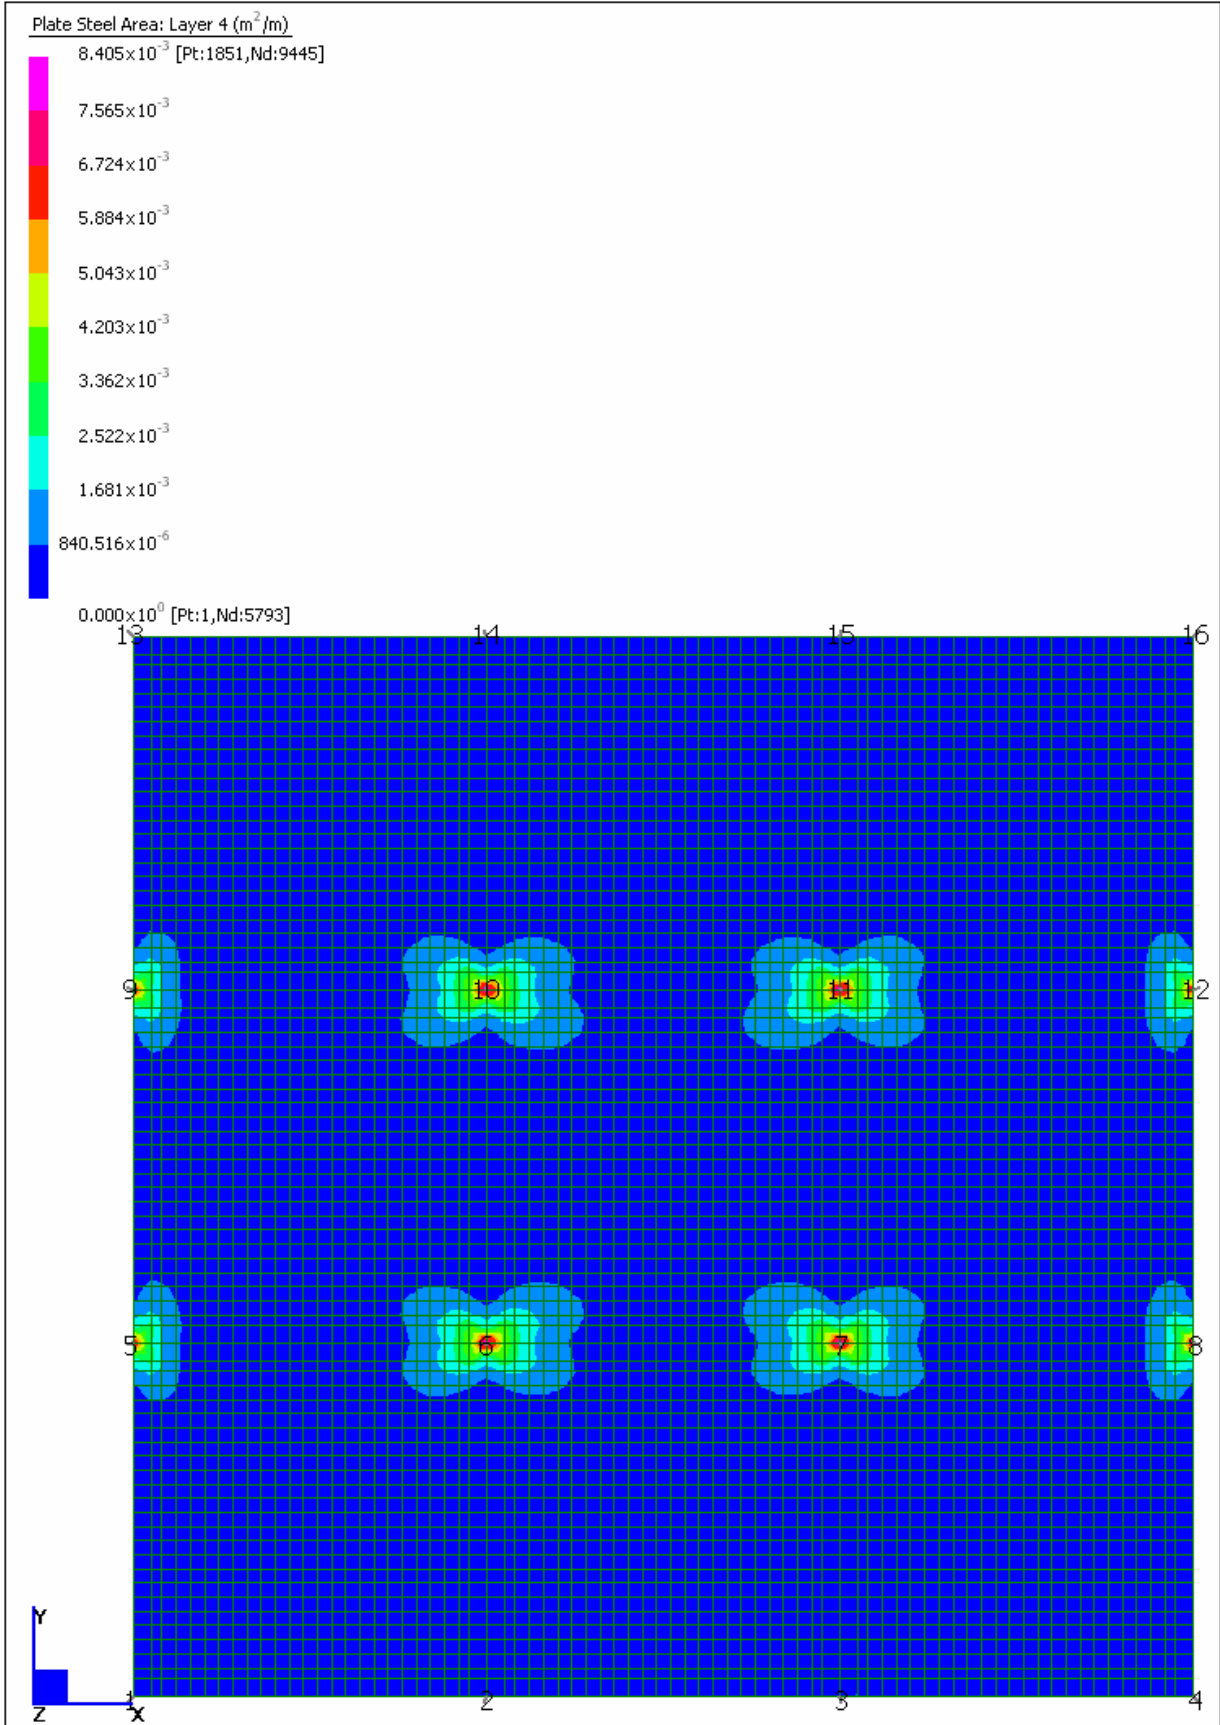 Plate Steel Area: Layer 4 (m²/m)
8.405x10⁻³ [Pt:1851,Nd:9445]
7.565x10⁻³
6.724x10⁻³
5.884x10⁻³
5.043x10⁻³
4.203x10⁻³
3.362x10⁻³
2.522x10⁻³
1.681x10⁻³
840.516x10⁻⁶
0.000x10⁰ [Pt:1,Nd:5793]
13 14 15 16
9 10 11 12
5 6 7 8
Y
1 2 3 4
Z X